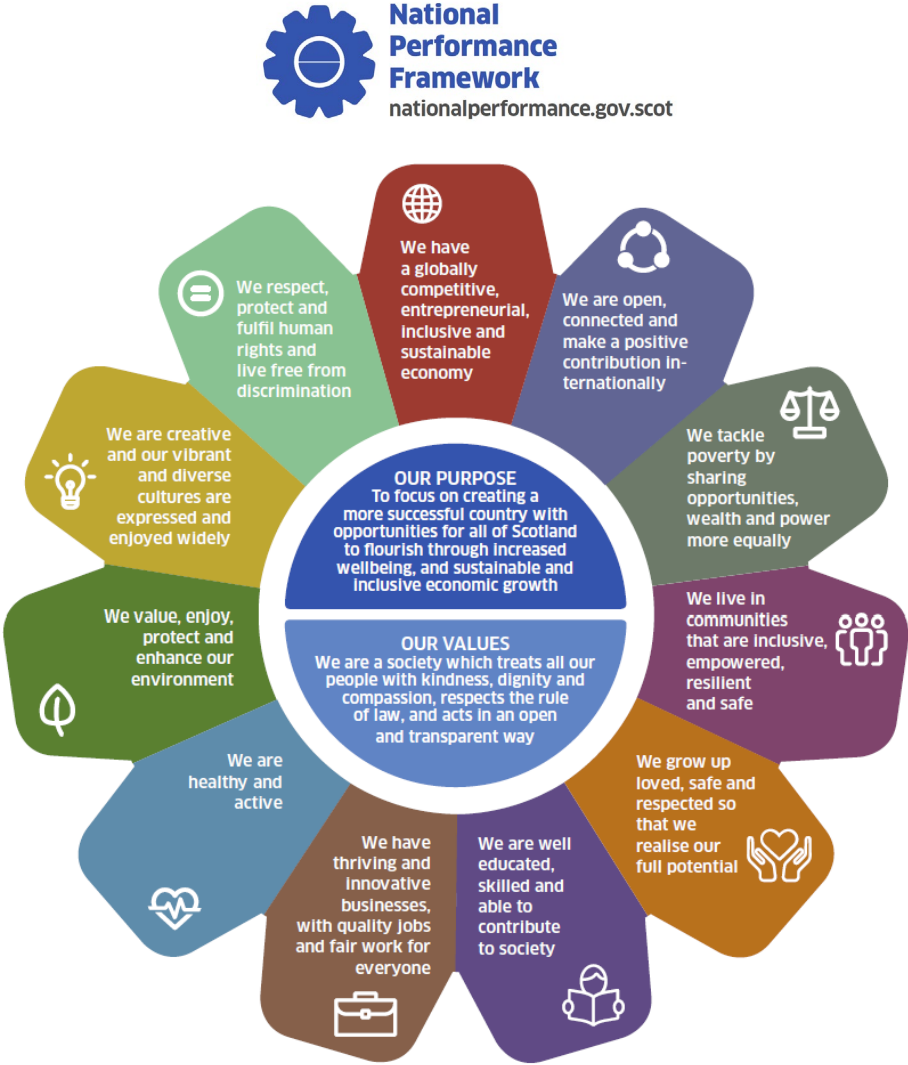 National
Performance
Framework
nationalperformance.gov.scot
We have
a globally
competitive,
entrepreneurial,
inclusive and
sustainable
economy
We are open,
connected and
make a positive
contribution in-
ternationally
We tackle
poverty by
sharing
opportunities,
wealth and power
more equally
We live in
communities
that are inclusive,
empowered,
resilient
and safe
We grow up
loved, safe and
respected so
that we
realise our
full potential
We are well
educated,
skilled and
able to
contribute
to society
We have
thriving and
innovative
businesses,
with quality jobs
and fair work for
everyone
We are
healthy and
active
We value, enjoy,
protect and
enhance our
environment
We are creative
and our vibrant
and diverse
cultures are
expressed and
enjoyed widely
We respect,
protect and
fulfil human
rights and
live free from
discrimination
OUR PURPOSE
To focus on creating a
more successful country with
opportunities for all of Scotland
to flourish through increased
wellbeing, and sustainable and
inclusive economic growth
OUR VALUES
We are a society which treats all our
people with kindness, dignity and
compassion, respects the rule
of law, and acts in an open
and transparent way